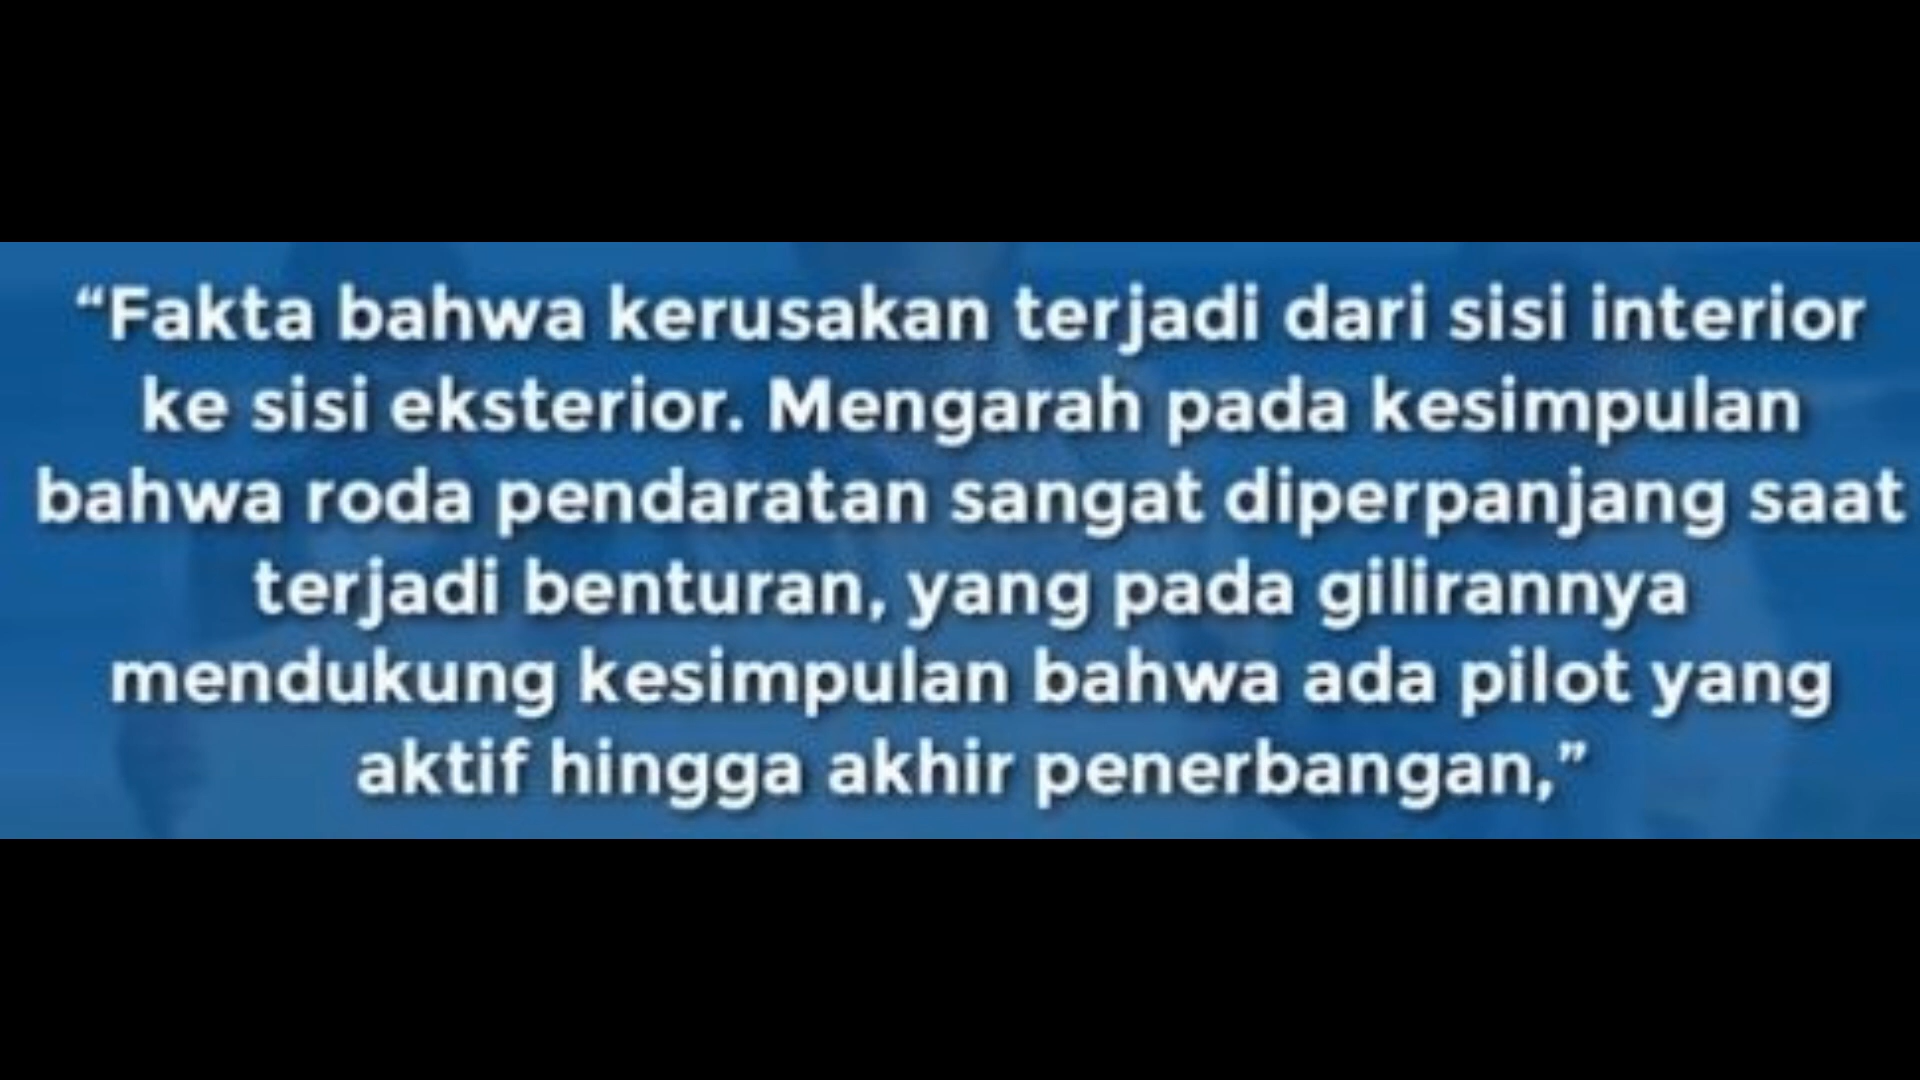 “Fakta bahwa kerusakan terjadi dari sisi interior
ke sisi eksterior. Mengarah pada kesimpulan
bahwa roda pendaratan sangat diperpanjang saat
terjadi benturan, yang pada gilirannya
mendukung kesimpulan bahwa ada pilot yang
aktif hingga akhir penerbangan,”